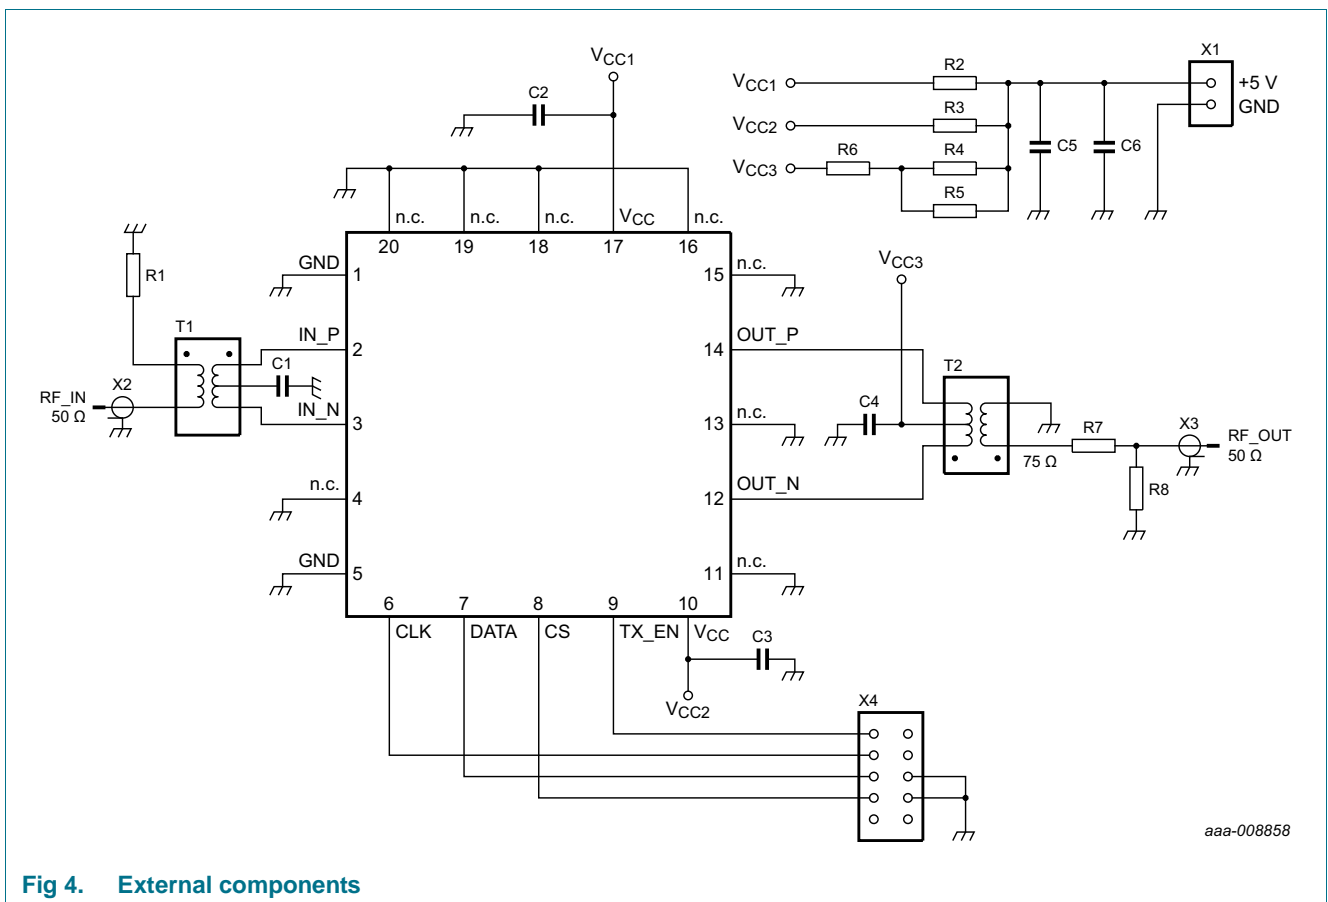 VCC1
C2
X1
VCC1
R2
+5 V
GND
VCC2
R3
VCC3
R6
R4
R5
C5
C6
n.c.
n.c.
n.c.
VCC
n.c.
20
19
18
17
16
GND
1
15
n.c.
R1
VCC3
T1
IN_P
2
14
OUT_P
C1
T2
X2
RF_IN
50 Ω
IN_N
3
13
n.c.
C4
R7
X3
RF_OUT
50 Ω
75 Ω
n.c.
4
12
OUT_N
R8
GND
5
11
n.c.
6
7
8
9
10
CLK
DATA
CS
TX_EN
VCC
C3
VCC2
X4
aaa-008858
Fig 4. External components